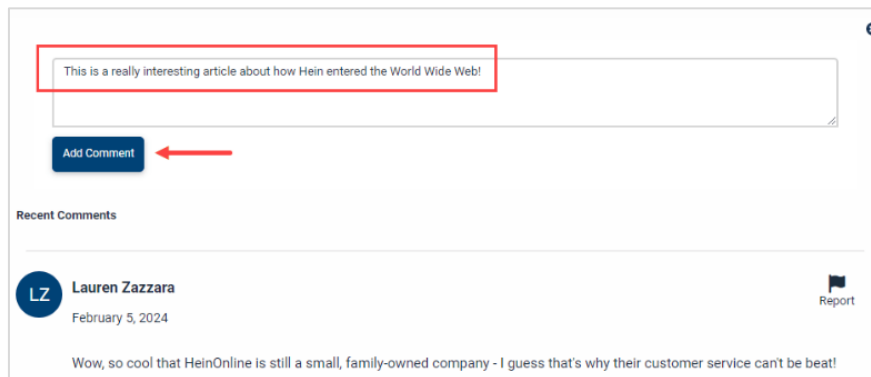 This is a really interesting article about how Hein entered the World Wide Web!
Add Comment
Recent Comments
LZ
Lauren Zazzara
February 5, 2024
Report
Wow, so cool that HeinOnline is still a small, family-owned company - I guess that's why their customer service can't be beat!